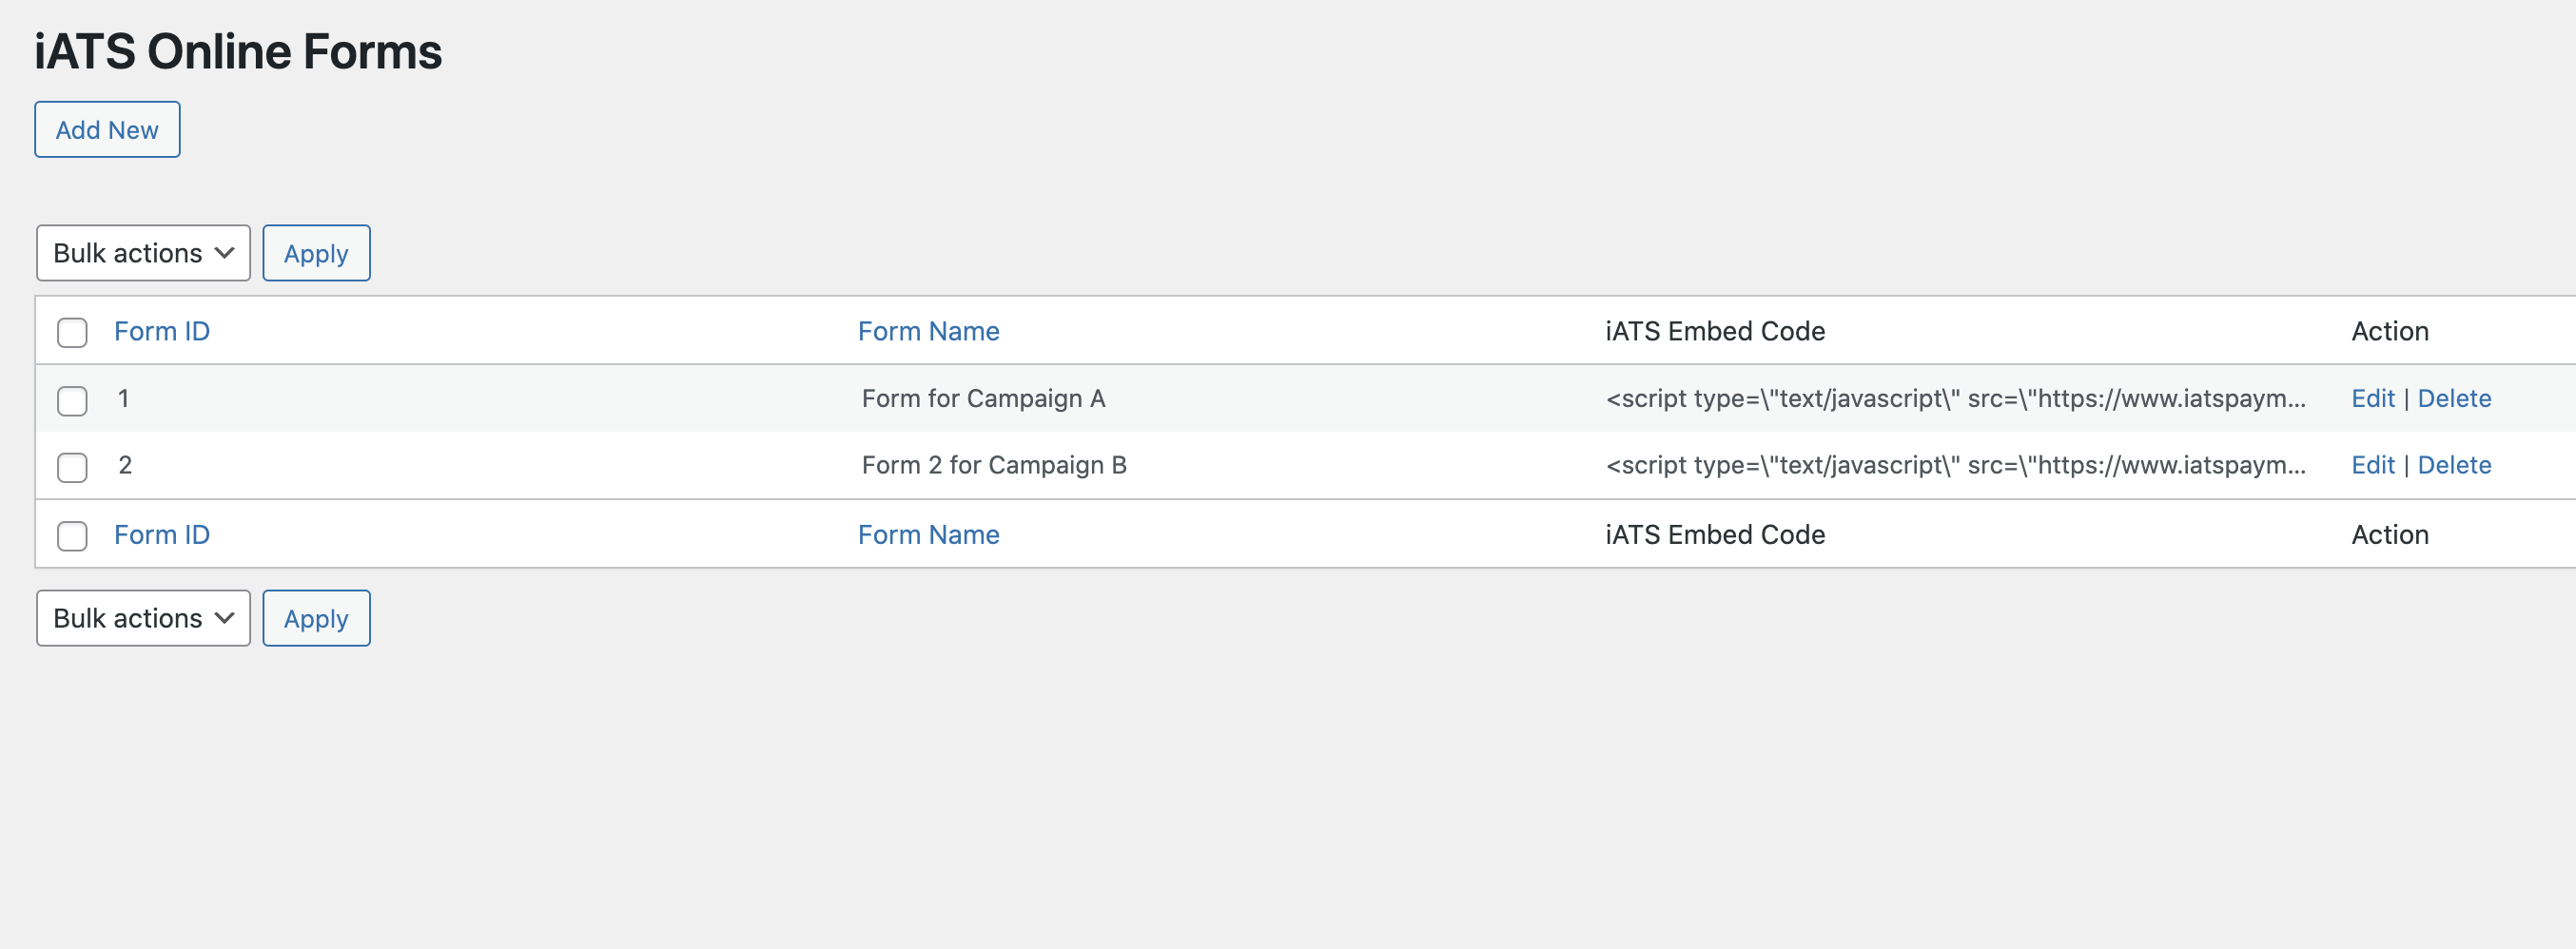 iATS Online Forms
Add New
Bulk actions Apply
Form ID Form Name iATS Embed Code Action
1 Form for Campaign A <script type=\"text/javascript\" src=\"https://www.iatspaym... Edit | Delete
2 Form 2 for Campaign B <script type=\"text/javascript\" src=\"https://www.iatspaym... Edit | Delete
Form ID Form Name iATS Embed Code Action
Bulk actions Apply